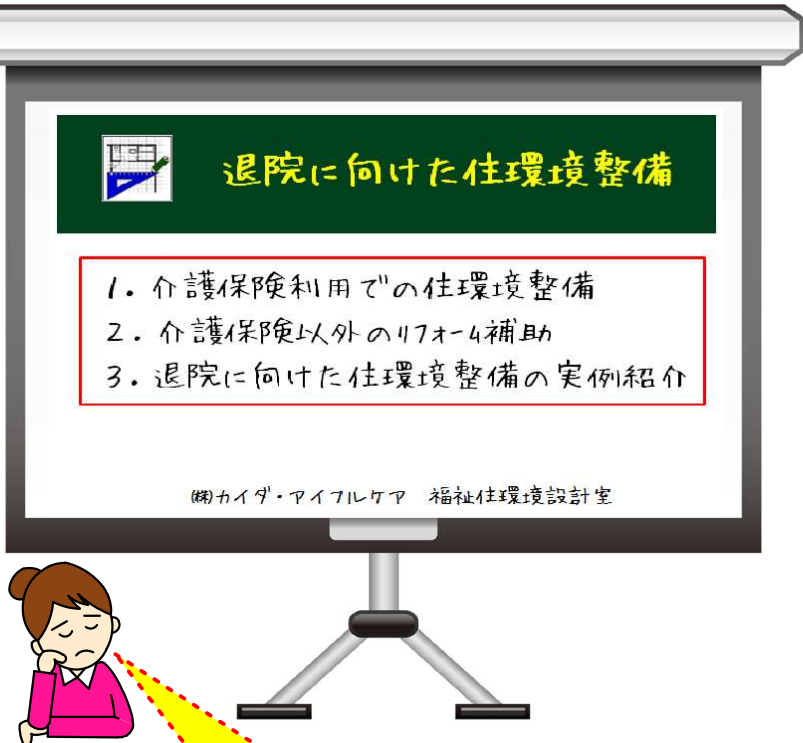 退院に向けた住環境整備
1. 介護保険利用での住環境整備
2. 介護保険以外のリフォーム補助
3. 退院に向けた住環境整備の実例紹介
㈱カイダ・アイフルケア 福祉住環境設計室